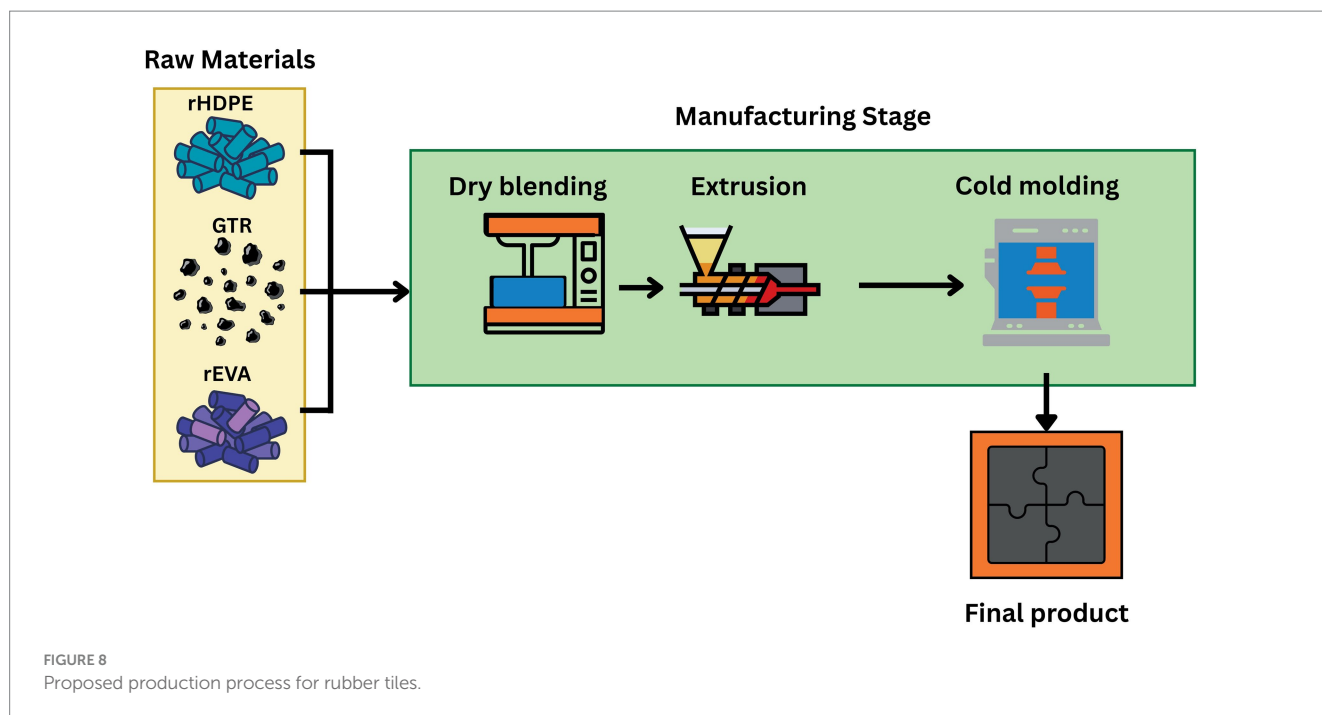 Raw Materials
rHDPE
GTR
rEVA
Manufacturing Stage
Dry blending
Extrusion
Cold molding
Final product
FIGURE 8
Proposed production process for rubber tiles.